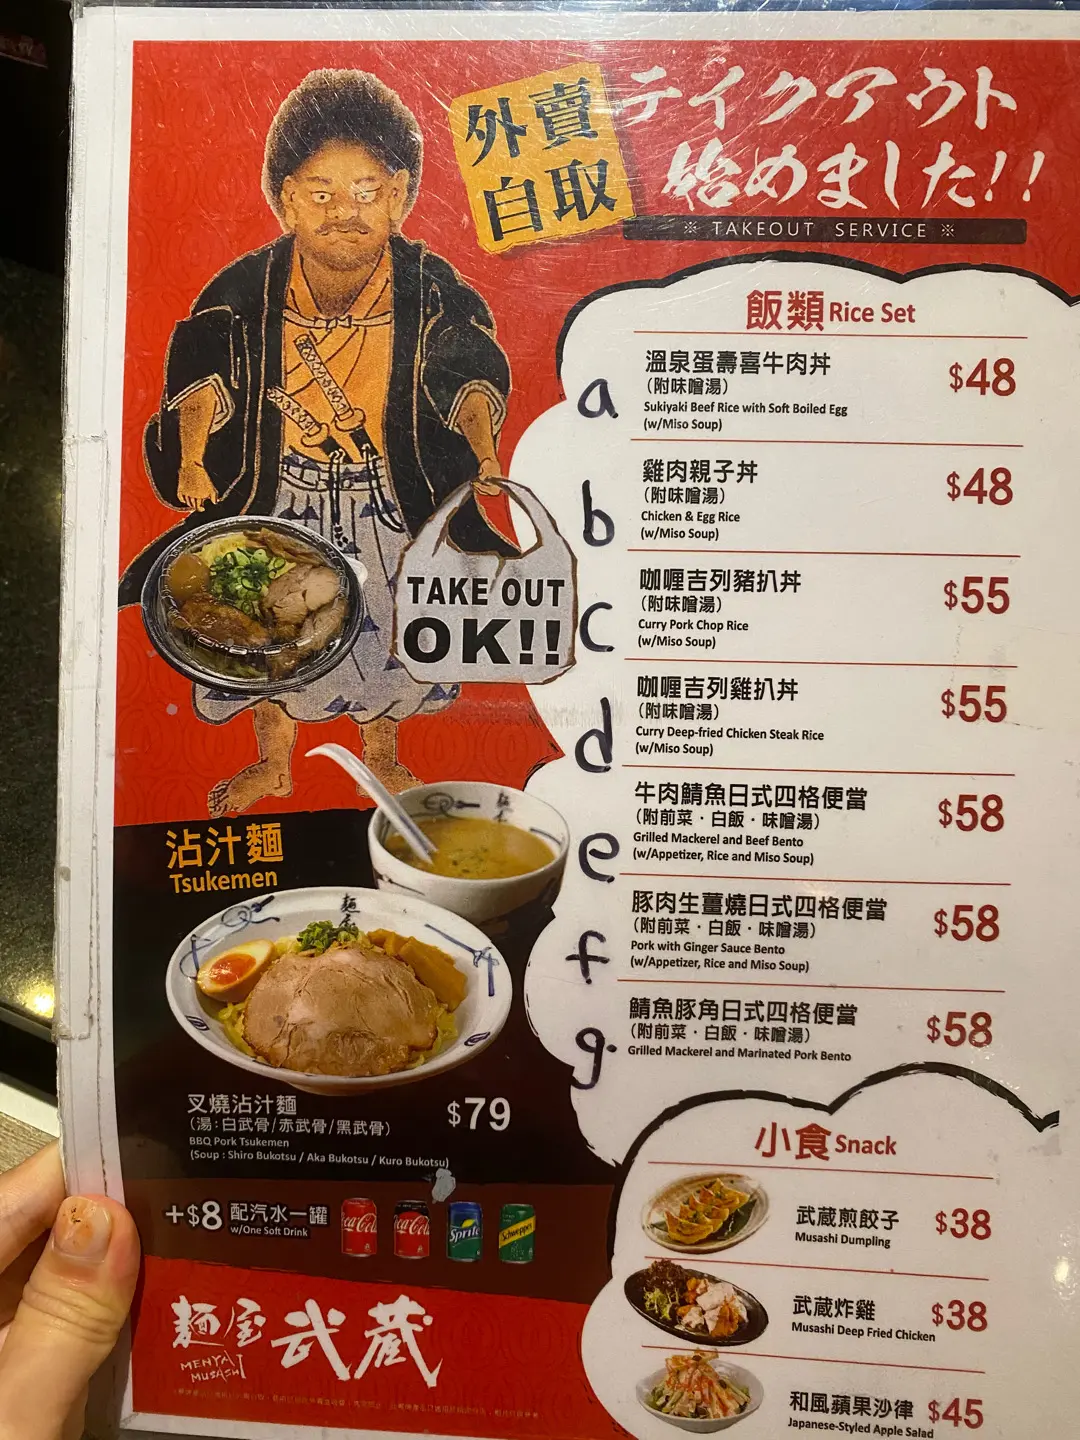 外賣
自取
テイクアウト
始めました!!
※ TAKEOUT SERVICE ※
TAKE OUT
OK!!
飯類 Rice Set
a
溫泉蛋壽喜牛肉丼 $48
(附味噌湯)
Sukiyaki Beef Rice with Soft Boiled Egg
(w/Miso Soup)
b
雞肉親子丼 $48
(附味噌湯)
Chicken & Egg Rice
(w/Miso Soup)
c
咖喱吉列豬扒丼 $55
(附味噌湯)
Curry Pork Chop Rice
(w/Miso Soup)
d
咖喱吉列雞扒丼 $55
(附味噌湯)
Curry Deep-fried Chicken Steak Rice
(w/Miso Soup)
e
牛肉鯖魚日式四格便當 $58
(附前菜・白飯・味噌湯)
Grilled Mackerel and Beef Bento
(w/Appetizer, Rice and Miso Soup)
f
豚肉生薑燒日式四格便當 $58
(附前菜・白飯・味噌湯)
Pork with Ginger Sauce Bento
(w/Appetizer, Rice and Miso Soup)
g.
鯖魚豚角日式四格便當 $58
(附前菜・白飯・味噌湯)
Grilled Mackerel and Marinated Pork Bento
沾汁麵
Tsukemen
叉燒沾汁麵 $79
(湯:白武骨/赤武骨/黑武骨)
BBQ Pork Tsukemen
(Soup : Shiro Bukotsu / Aka Bukotsu / Kuro Bukotsu)
+$8 配汽水一罐
w/One Soft Drink
Coca-Cola
Coca-Cola
Sprite
Schweppes
小食 Snack
武蔵煎餃子 $38
Musashi Dumpling
武蔵炸雞 $38
Musashi Deep Fried Chicken
和風蘋果沙律 $45
Japanese-Styled Apple Salad
麵屋武蔵
MENYA
MUSASHI